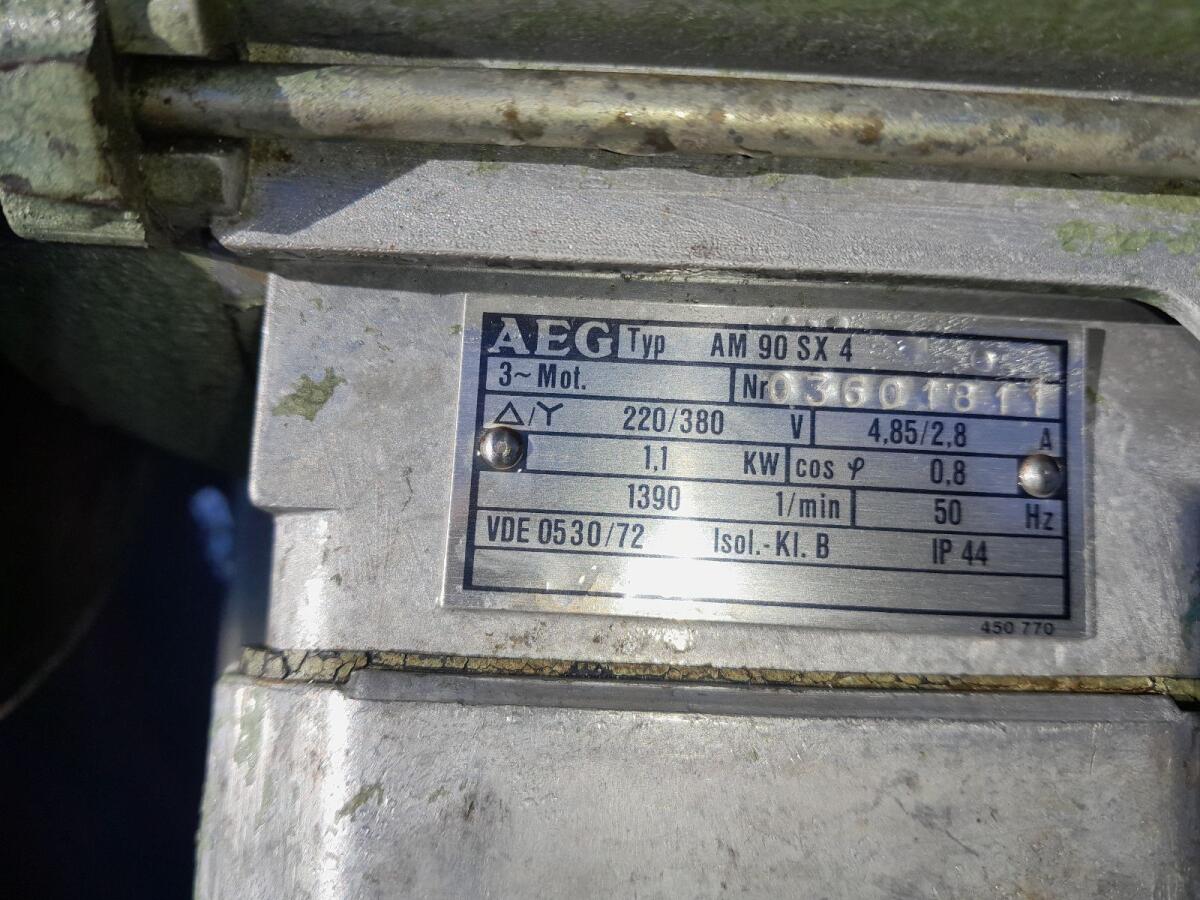 AEG Typ AM 90 SX 4
3~ Mot. Nr 03601811
△/Y 220/380 V 4,85/2,8 A
1,1 KW cos φ 0,8
1390 1/min 50 Hz
VDE 0530/72 Isol.-Kl. B IP 44
450 770